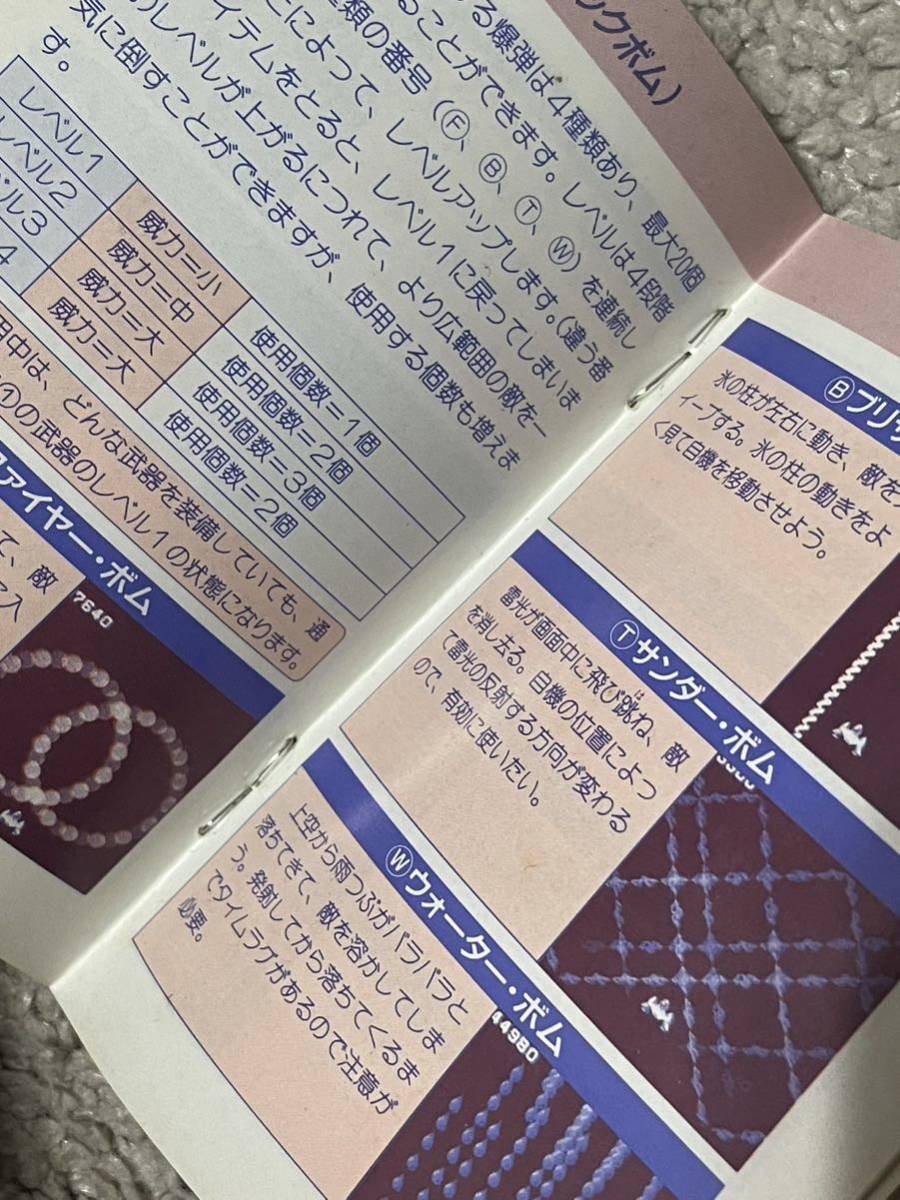 ックボム)
る爆弾は4種類あり、最大20個
ることができます。レベルは4段階
類の番号(Ⓕ、Ⓑ、Ⓣ、Ⓦ)を連続し
とによって、レベルアップします。(違う番
イテムをとると、レベル1に戻ってしまいま
のレベルが上がるにつれて、より広範囲の敵を一
気に倒すことができますが、使用する個数も増えま
す。
レベル1 威力=小 使用個数=1個
レベル2 威力=中 使用個数=2個
ベル3 威力=大 使用個数=3個
4 威力=大 使用個数=2個
用中は、どんな武器を装備していても、通
①の武器のレベル1の状態になります。
ファイヤー・ボム
て、敵
入
7640
Ⓑブリ
氷の柱が左右に動き、敵を
イープする。氷の柱の動きをよ
く見て自機を移動させよう。
Ⓣサンダー・ボム
雷光が画面中に飛び跳ね、敵
は
を消し去る。自機の位置によっ
て雷光の反射する方向が変わる
ので、有効に使いたい。
Ⓦウォーター・ボム
上空から雨つぶがパラパラと
落ちてきて、敵を溶かしてしま
う。発射してから落ちてくるま
でタイムラグがあるので注意が
必要。
44980